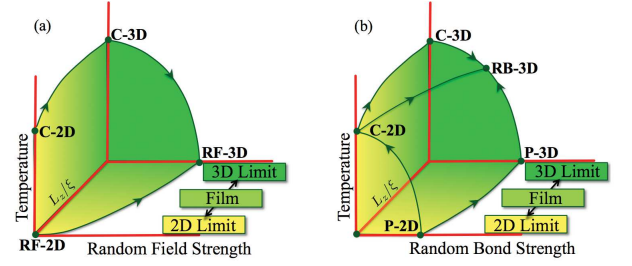 (a)
C-3D
C-2D
Temperature
L_z/ξ
RF-3D
3D Limit
Film
2D Limit
RF-2D
Random Field Strength
(b)
C-3D
RB-3D
C-2D
Temperature
L_z/ξ
P-3D
3D Limit
Film
2D Limit
P-2D
Random Bond Strength